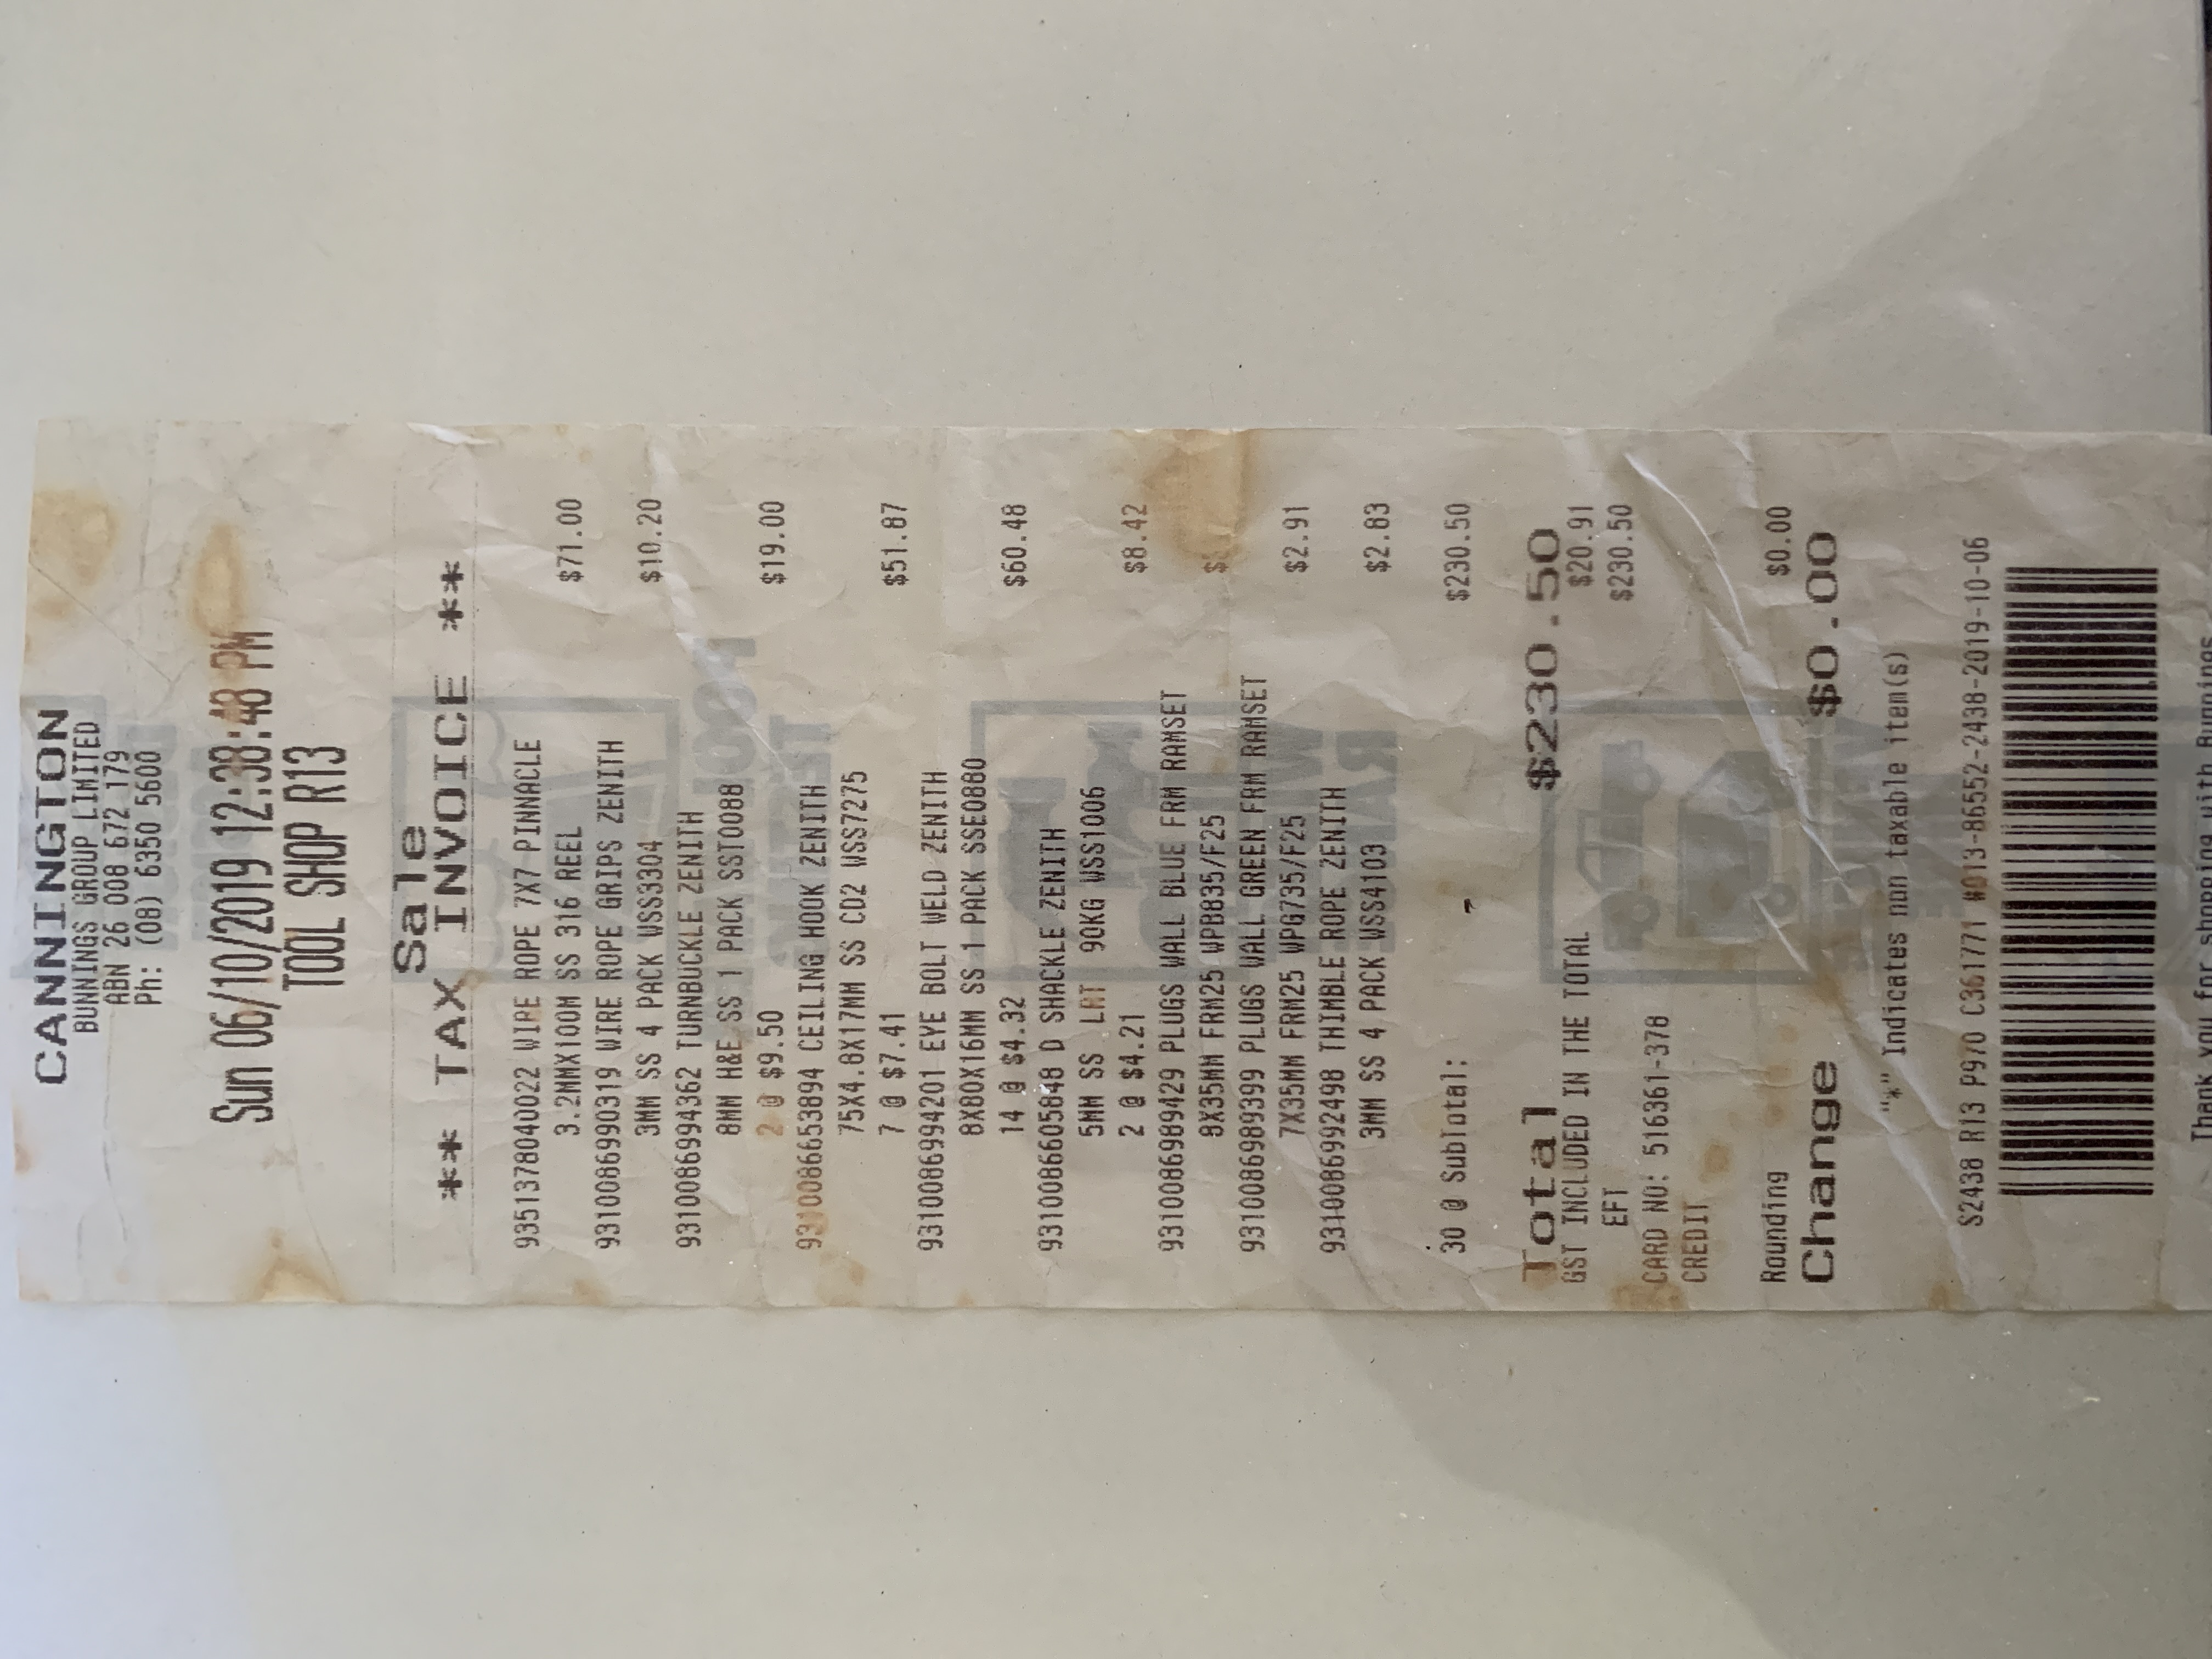 CANNINGTON
BUNNINGS GROUP LIMITED
ABN 26 008 672 179
Ph: (08) 6350 5600
Sun 06/10/2019 12:38:48 PM
TOOL SHOP R13
Sale
** TAX INVOICE **
9351378040022 WIRE ROPE 7X7 PINNACLE
3.2MMX100M SS 316 REEL $71.00
9310086990319 WIRE ROPE GRIPS ZENITH
3MM SS 4 PACK WSS3304 $10.20
9310086994362 TURNBUCKLE ZENITH
8MM H&E SS 1 PACK SST0088
2 @ $9.50 $19.00
9310086653894 CEILING HOOK ZENITH
75X4.8X17MM SS CD2 WSS7275
7 @ $7.41 $51.87
9310086994201 EYE BOLT WELD ZENITH
8X80X16MM SS 1 PACK SSE0880
14 @ $4.32 $60.48
9310086605848 D SHACKLE ZENITH
5MM SS LRT 90KG WSS1006
2 @ $4.21 $8.42
9310086989429 PLUGS WALL BLUE FRM RAMSET
8X35MM FRM25 WPB835/F25
9310086989399 PLUGS WALL GREEN FRM RAMSET
7X35MM FRM25 WPG735/F25 $2.91
9310086992498 THIMBLE ROPE ZENITH
3MM SS 4 PACK WSS4103 $2.83
30 @ SubTotal: $230.50
Total $230.50
GST INCLUDED IN THE TOTAL $20.91
EFT $230.50
CARD NO: 516361-378
CREDIT
Rounding $0.00
Change $0.00
"*" Indicates non taxable item(s)
S2438 R13 P970 C361771 #013-86552-2438-2019-10-06
Thank you for shopping with Bunnings